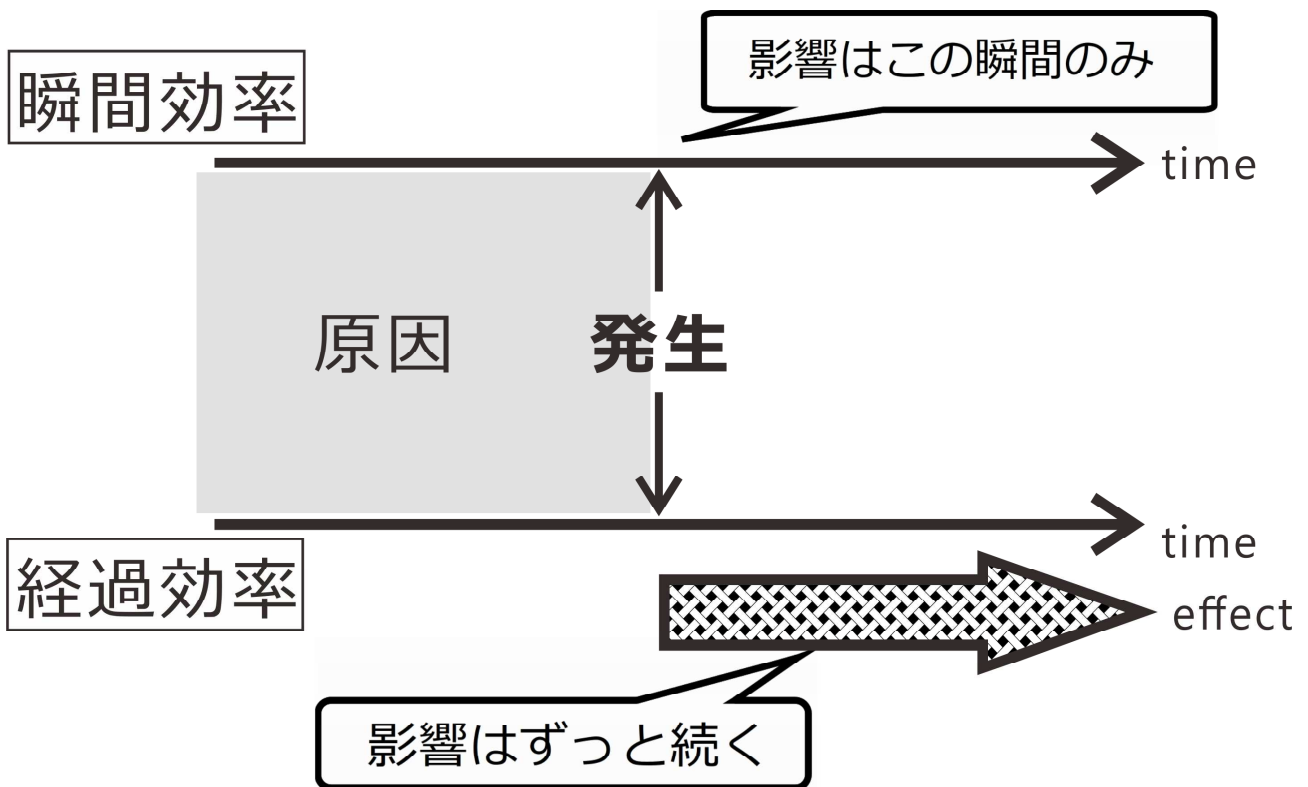 影響はこの瞬間のみ
瞬間効率
time
原因
発生
time
経過効率
effect
影響はずっと続く